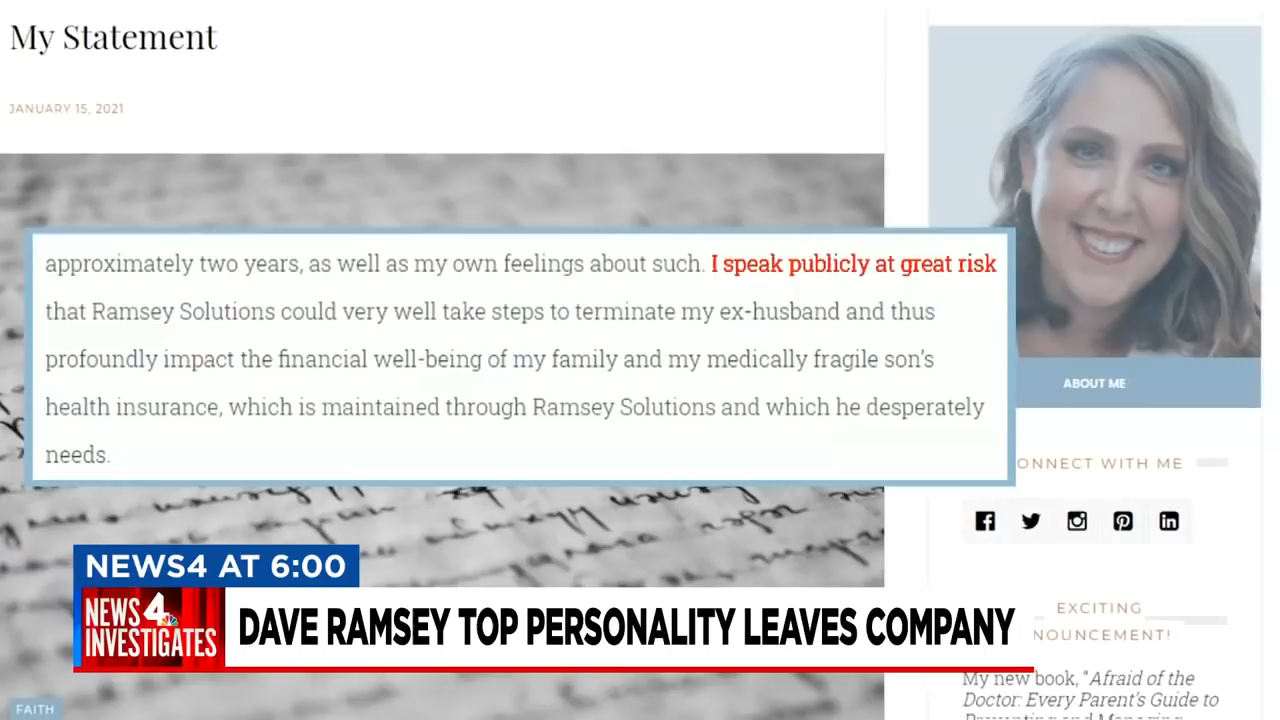 My Statement
JANUARY 15, 2021
approximately two years, as well as my own feelings about such. I speak publicly at great risk
that Ramsey Solutions could very well take steps to terminate my ex-husband and thus
profoundly impact the financial well-being of my family and my medically fragile son's
health insurance, which is maintained through Ramsey Solutions and which he desperately
needs.
ABOUT ME
ONNECT WITH ME
EXCITING
NOUNCEMENT!
My new book, "Afraid of the
Doctor: Every Parent's Guide to
NEWS4 AT 6:00
NEWS 4
INVESTIGATES
DAVE RAMSEY TOP PERSONALITY LEAVES COMPANY
FAITH